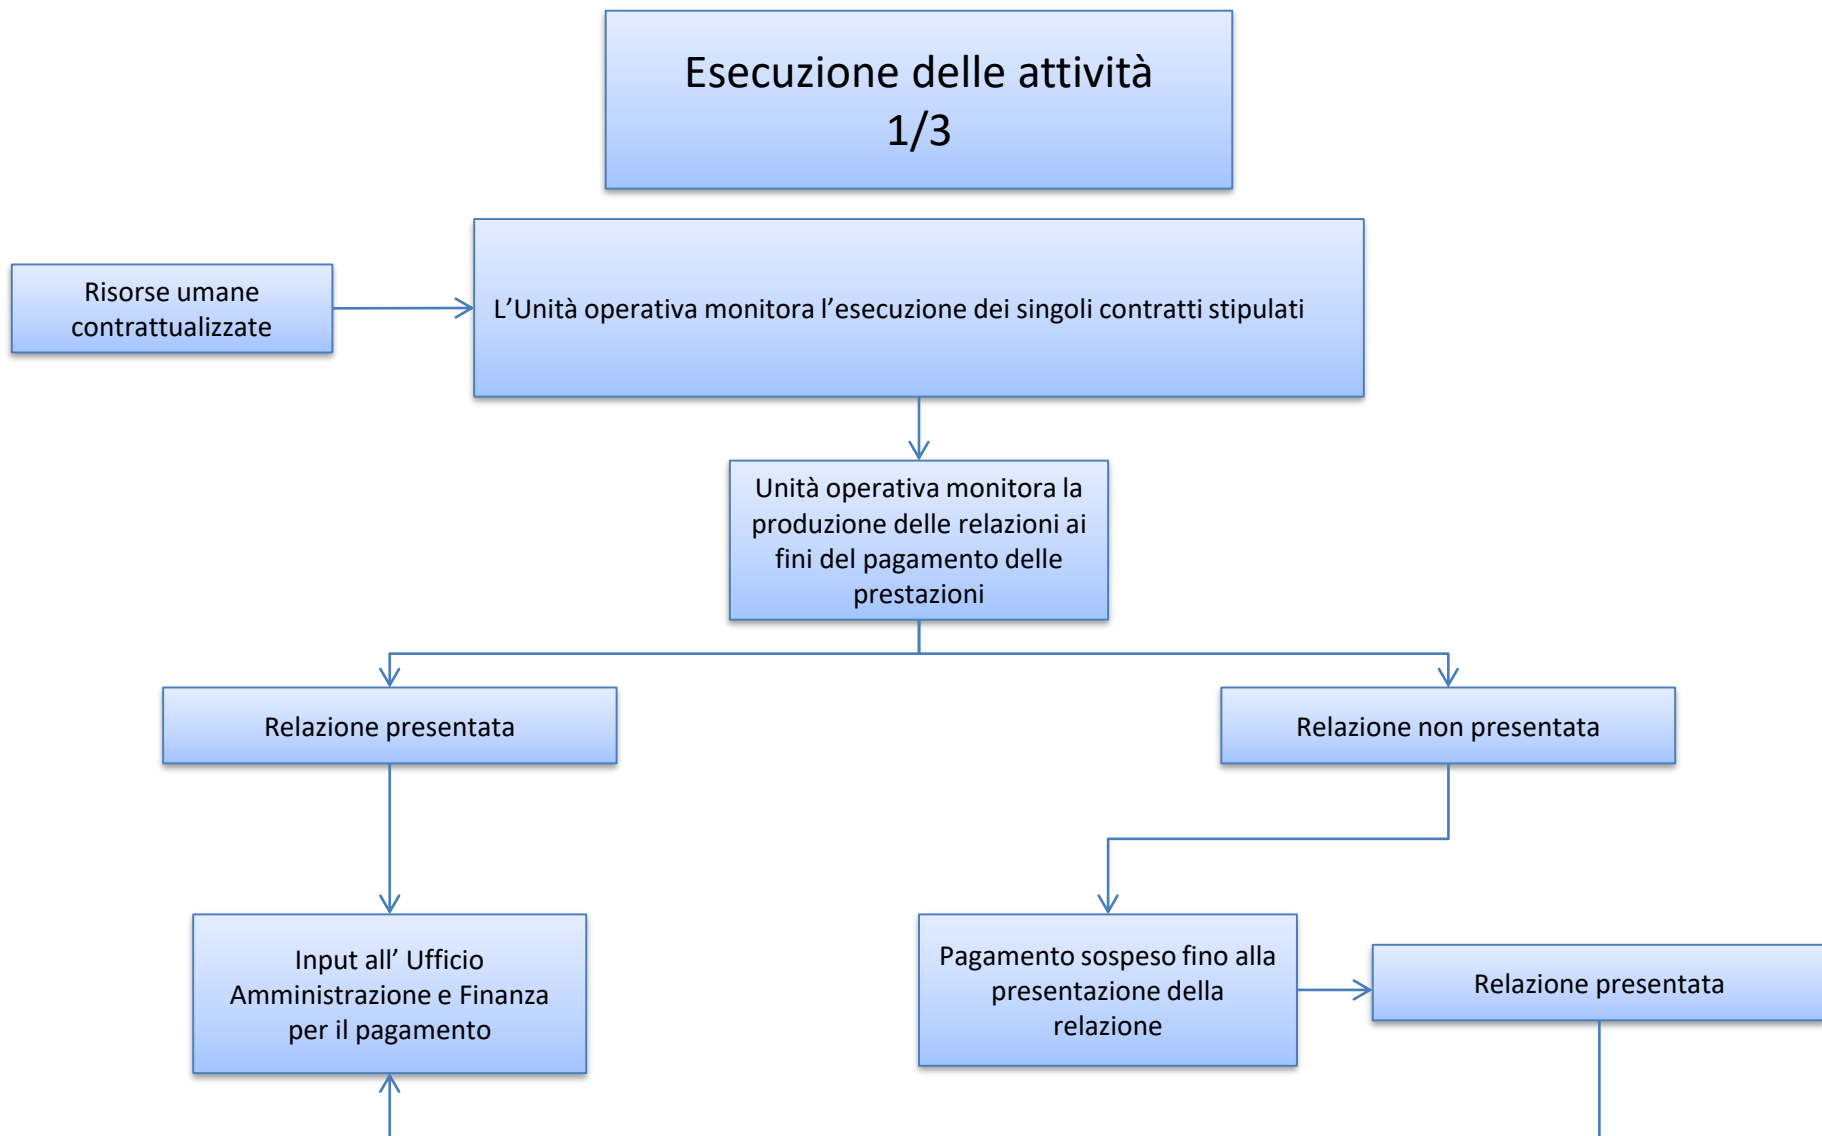 Esecuzione delle attività
1/3
Risorse umane
contrattualizzate
L’Unità operativa monitora l’esecuzione dei singoli contratti stipulati
Unità operativa monitora la
produzione delle relazioni ai
fini del pagamento delle
prestazioni
Relazione presentata
Relazione non presentata
Input all’ Ufficio
Amministrazione e Finanza
per il pagamento
Pagamento sospeso fino alla
presentazione della
relazione
Relazione presentata